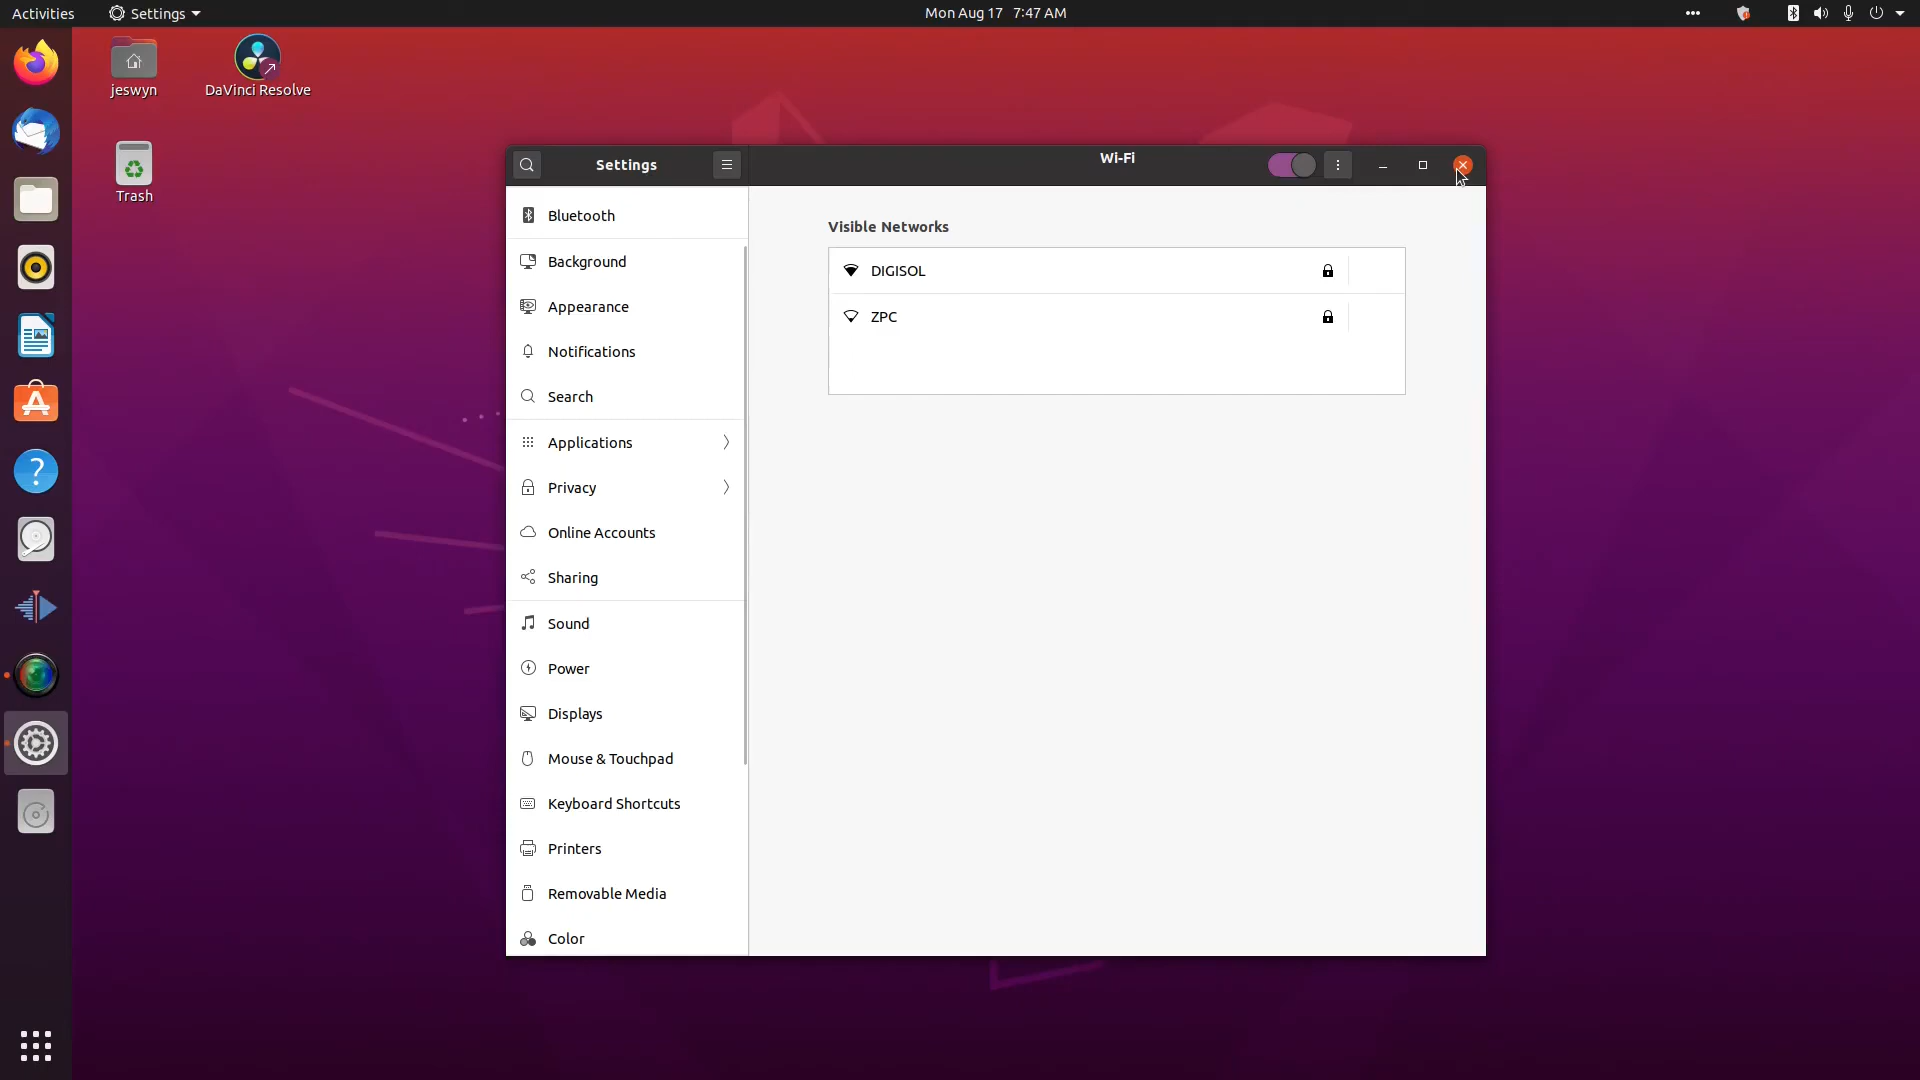 Activities
Settings
Mon Aug 17 7:47 AM
jeswyn
DaVinci Resolve
Trash
Settings
Wi-Fi
Bluetooth
Background
Appearance
Notifications
Search
Applications
Privacy
Online Accounts
Sharing
Sound
Power
Displays
Mouse & Touchpad
Keyboard Shortcuts
Printers
Removable Media
Color
Visible Networks
DIGISOL
ZPC